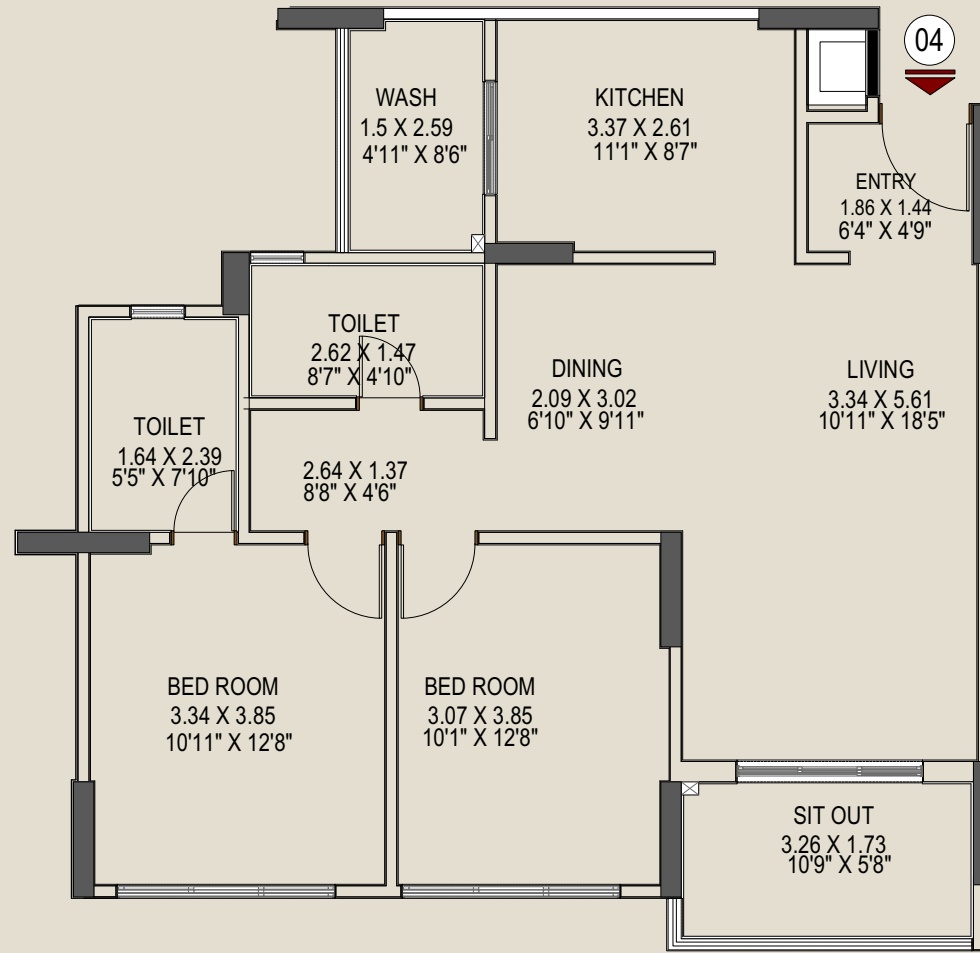 04
WASH
1.5 X 2.59
4'11" X 8'6"
KITCHEN
3.37 X 2.61
11'1" X 8'7"
ENTRY
1.86 X 1.44
6'4" X 4'9"
TOILET
2.62 X 1.47
8'7" X 4'10"
DINING
2.09 X 3.02
6'10" X 9'11"
LIVING
3.34 X 5.61
10'11" X 18'5"
TOILET
1.64 X 2.39
5'5" X 7'10"
2.64 X 1.37
8'8" X 4'6"
BED ROOM
3.34 X 3.85
10'11" X 12'8"
BED ROOM
3.07 X 3.85
10'1" X 12'8"
SIT OUT
3.26 X 1.73
10'9" X 5'8"